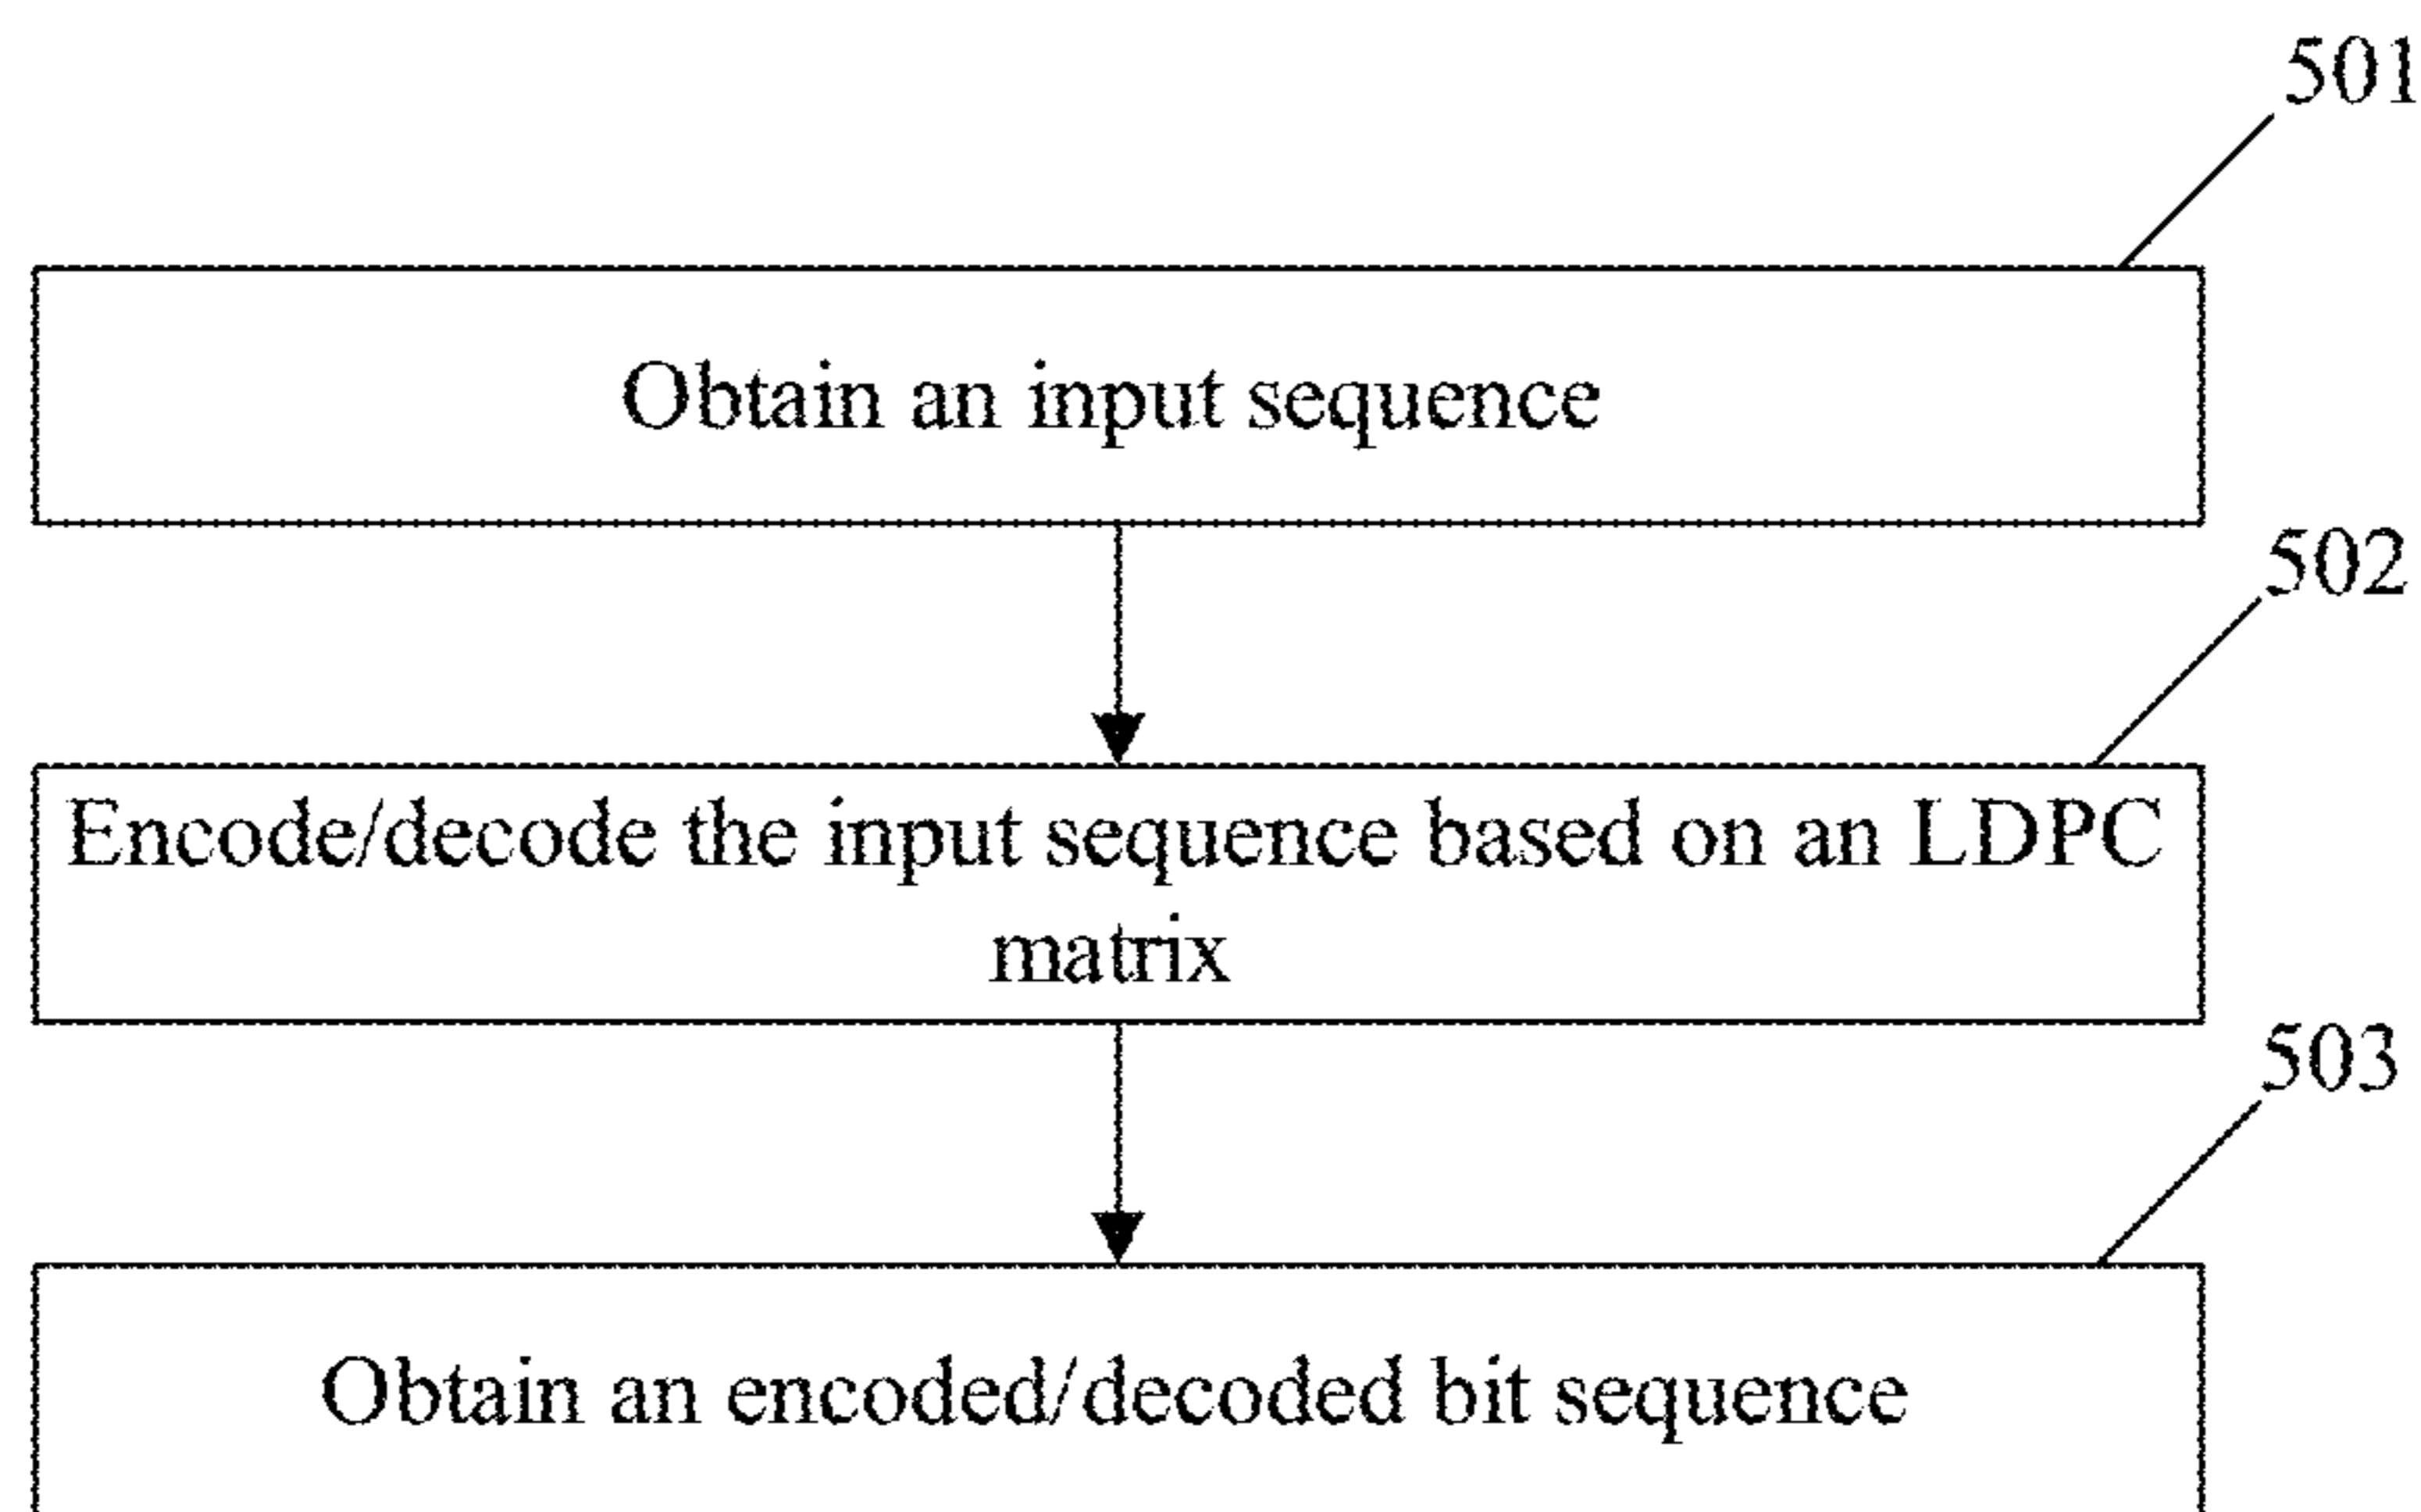 501
Obtain an input sequence
502
Encode/decode the input sequence based on an LDPC
matrix
503
Obtain an encoded/decoded bit sequence